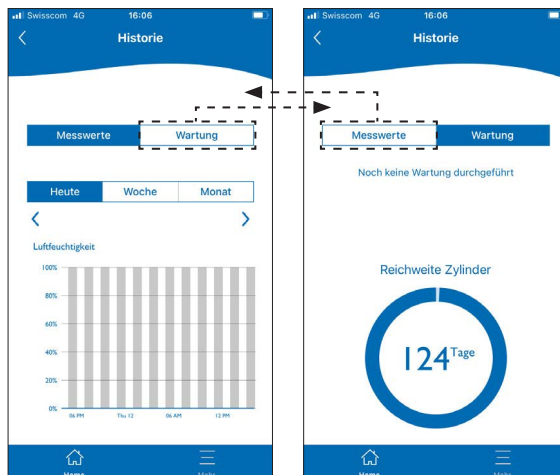 Swisscom 4G 16:06
Historie
Messwerte Wartung
Heute Woche Monat
Luftfeuchtigkeit
100%
80%
60%
40%
20%
0%
06 PM Thu 12 06 AM 12 PM
Home Mehr
Swisscom 4G 16:06
Historie
Messwerte Wartung
Noch keine Wartung durchgeführt
Reichweite Zylinder
124 Tage
Home Mehr